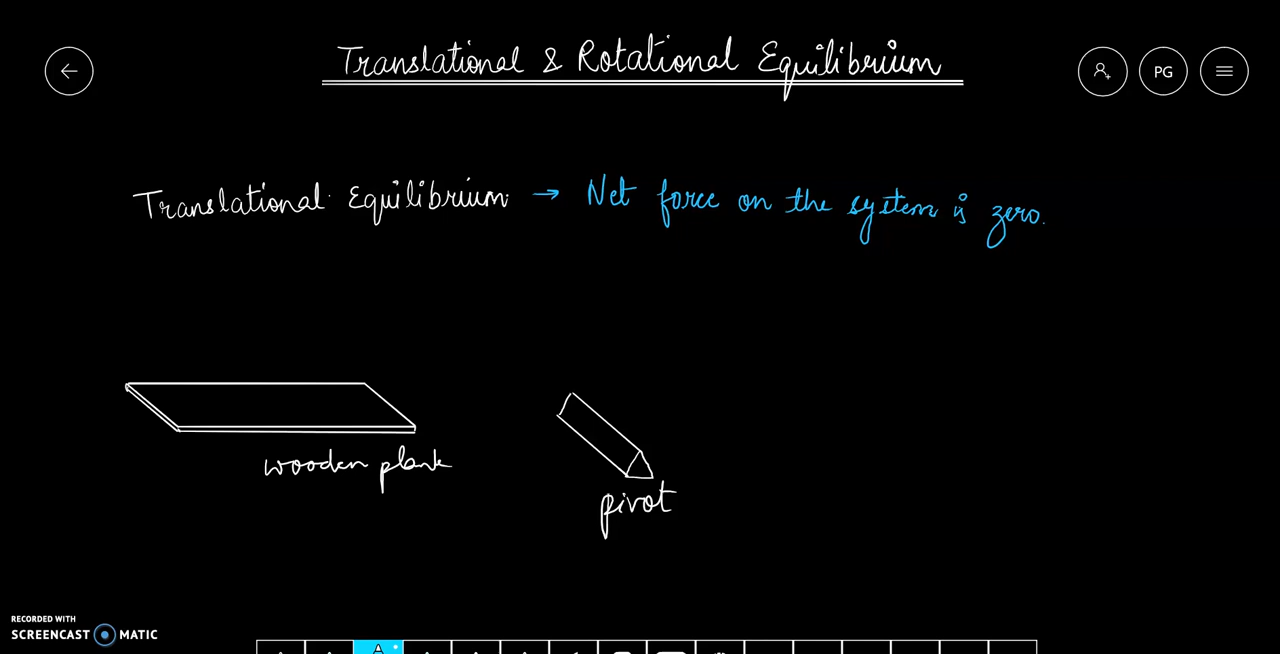 Translational & Rotational Equilibrium
PG
Translational Equilibrium → Net force on the system is zero.
wooden plank
pivot
RECORDED WITH
SCREENCAST MATIC